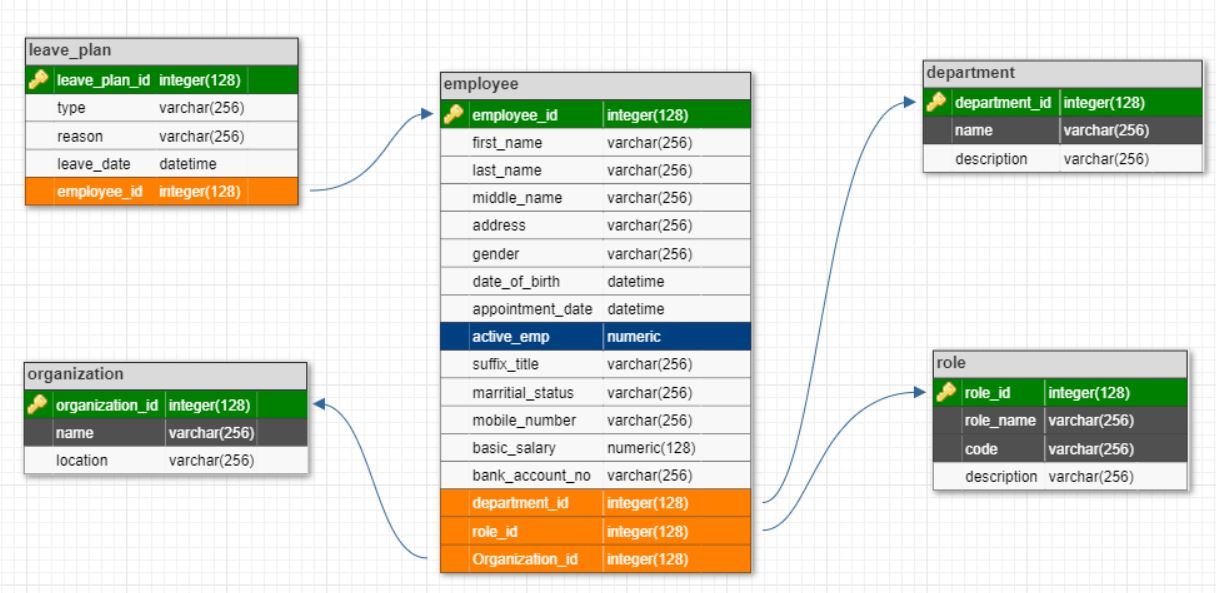 leave_plan
leave_plan_id integer(128)
type varchar(256)
reason varchar(256)
leave_date datetime
employee_id integer(128)
employee
employee_id integer(128)
first_name varchar(256)
last_name varchar(256)
middle_name varchar(256)
address varchar(256)
gender varchar(256)
date_of_birth datetime
appointment_date datetime
active_emp numeric
suffix_title varchar(256)
marritial_status varchar(256)
mobile_number varchar(256)
basic_salary numeric(128)
bank_account_no varchar(256)
department_id integer(128)
role_id integer(128)
Organization_id integer(128)
department
department_id integer(128)
name varchar(256)
description varchar(256)
organization
organization_id integer(128)
name varchar(256)
location varchar(256)
role
role_id integer(128)
role_name varchar(256)
code varchar(256)
description varchar(256)